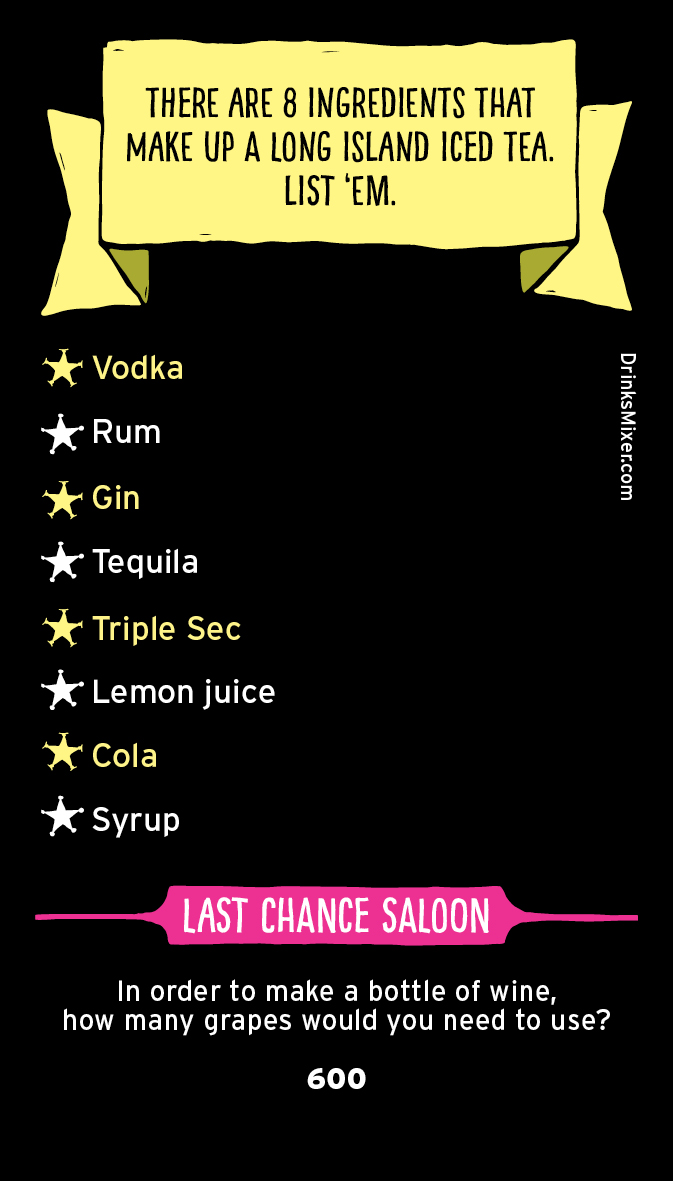 THERE ARE 8 INGREDIENTS THAT
MAKE UP A LONG ISLAND ICED TEA.
LIST ‘EM.
Vodka
Rum
Gin
Tequila
Triple Sec
Lemon juice
Cola
Syrup
DrinksMixer.com
LAST CHANCE SALOON
In order to make a bottle of wine,
how many grapes would you need to use?
600